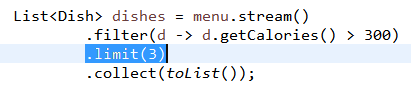 List<Dish> dishes = menu.stream()
.filter(d -> d.getCalories() > 300)
.limit(3)
.collect(toList());